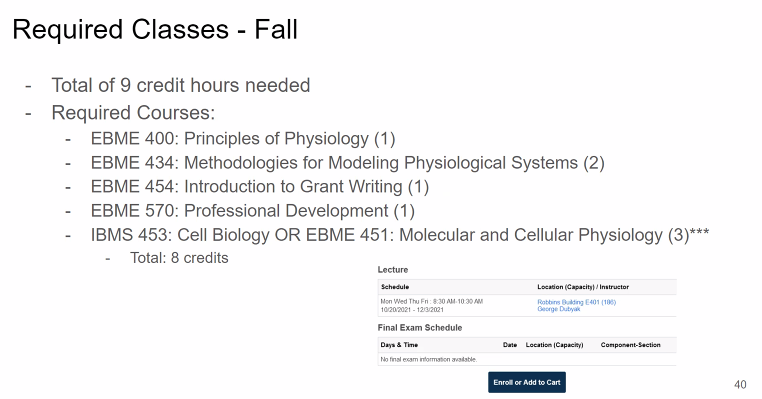 Required Classes - Fall
- Total of 9 credit hours needed
- Required Courses:
- EBME 400: Principles of Physiology (1)
- EBME 434: Methodologies for Modeling Physiological Systems (2)
- EBME 454: Introduction to Grant Writing (1)
- EBME 570: Professional Development (1)
- IBMS 453: Cell Biology OR EBME 451: Molecular and Cellular Physiology (3)***
- Total: 8 credits
Lecture
Schedule Location (Capacity) / Instructor
Mon Wed Thu Fri : 8:30 AM-10:30 AM Robbins Building E401 (186)
10/20/2021 - 12/3/2021 George Dubyak
Final Exam Schedule
Days & Time Date Location (Capacity) Component-Section
No final exam information available.
Enroll or Add to Cart
40